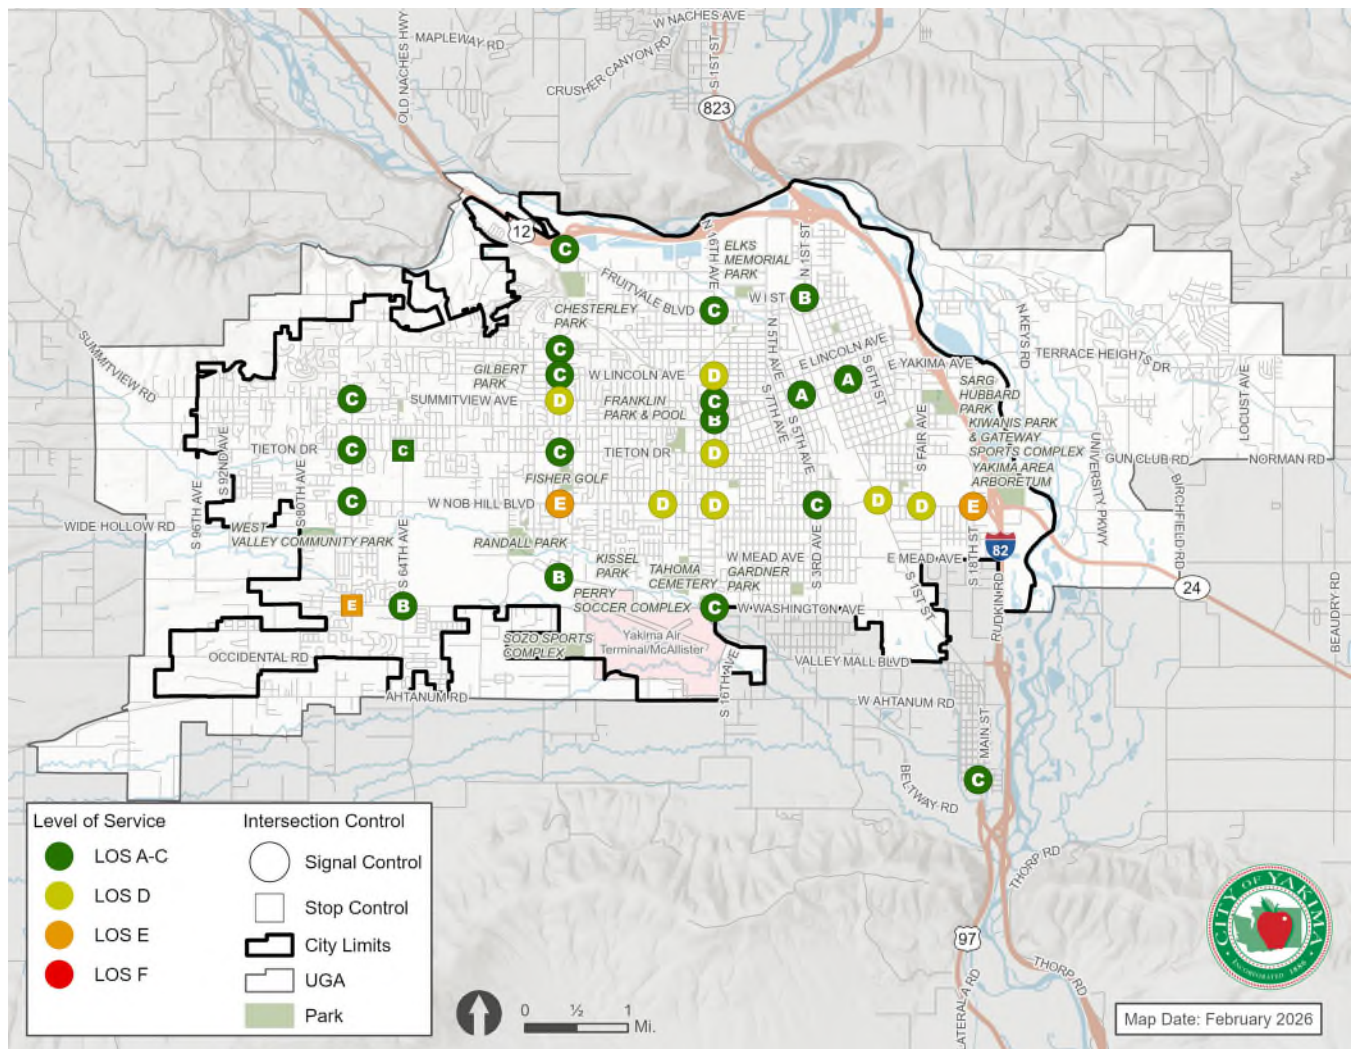 W NACHES AVE
MAPLEWAY RD
OLD NACHES HWY
CRUSHER CANYON RD
S 1ST ST
823
12
C
N 16TH AVE
ELKS
MEMORIAL
PARK
N 1ST ST
FRUITVALE BLVD
W I ST
B
C
CHESTERLEY
PARK
N 5TH AVE
E LINCOLN AVE
N KEYS RD
SUMMITVIEW RD
C
GILBERT
PARK
C
W LINCOLN AVE
D
S 6TH ST
E YAKIMA AVE
TERRACE HEIGHTS DR
A
A
SARG
HUBBARD
PARK
C
SUMMITVIEW AVE
D
FRANKLIN
PARK & POOL
C
B
S 7TH AVE
S 5TH AVE
S FAIR AVE
LOCUST AVE
KIWANIS PARK
& GATEWAY
SPORTS COMPLEX
YAKIMA AREA
ARBORETUM
S 92ND AVE
TIETON DR
C
C
C
TIETON DR
D
UNIVERSITY PKWY
GUN CLUB RD
NORMAN RD
S 80TH AVE
FISHER GOLF
C
W NOB HILL BLVD
E
D
D
C
D
D
E
BIRCHFIELD RD
WIDE HOLLOW RD
S 96TH AVE
WEST
VALLEY COMMUNITY PARK
S 64TH AVE
RANDALL PARK
KISSEL
PARK
TAHOMA
CEMETERY
W MEAD AVE
GARDNER
PARK
S 3RD AVE
E MEAD AVE
S 18TH ST
82
B
PERRY
SOCCER COMPLEX
S 1ST ST
RUDKIN RD
24
BEAUDRY RD
E
B
C
W WASHINGTON AVE
SOZO SPORTS
COMPLEX
Yakima Air
Terminal/McAllister
OCCIDENTAL RD
VALLEY MALL BLVD
S 16TH AVE
AHTANUM RD
W AHTANUM RD
MAIN ST
C
BELTWAY RD
THORP RD
97
THORP RD
LATERAL A RD
Level of Service
LOS A-C
LOS D
LOS E
LOS F
Intersection Control
Signal Control
Stop Control
City Limits
UGA
Park
0 ½ 1
Mi.
CITY OF YAKIMA
INCORPORATED 1886
Map Date: February 2026